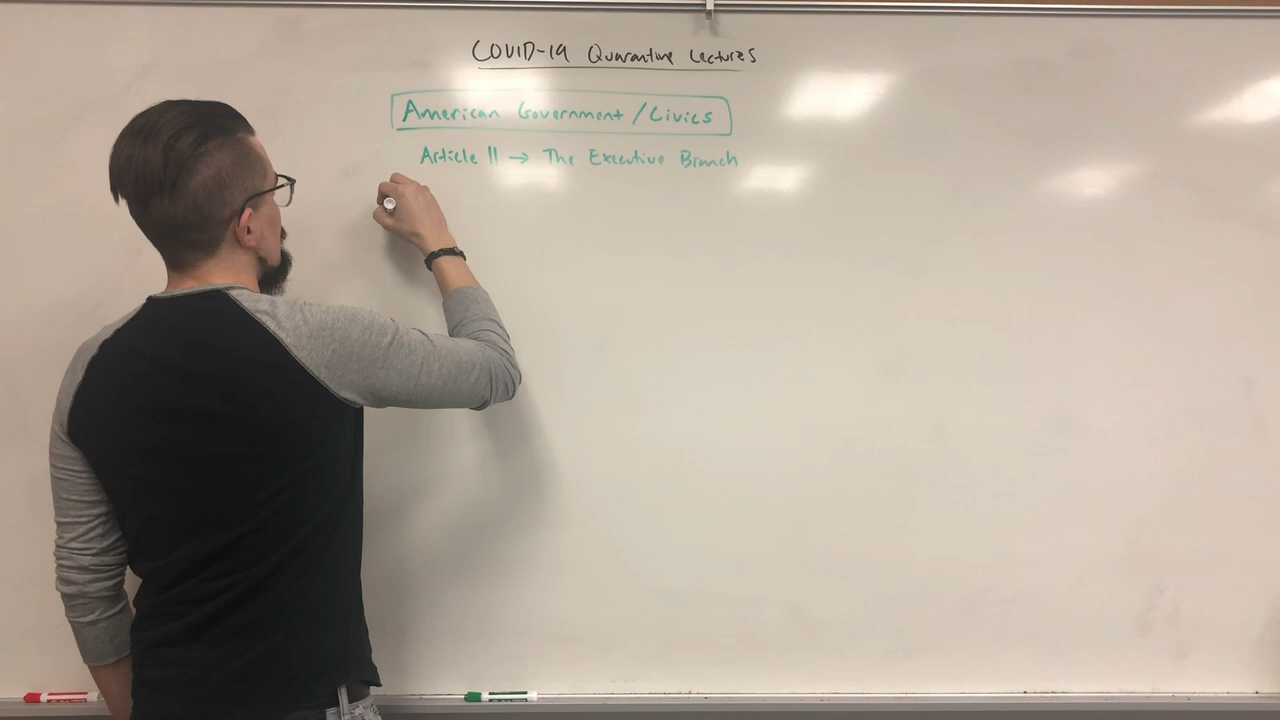 COVID-19 Quarantine Lectures
American Government/Civics
Article II → The Executive Branch